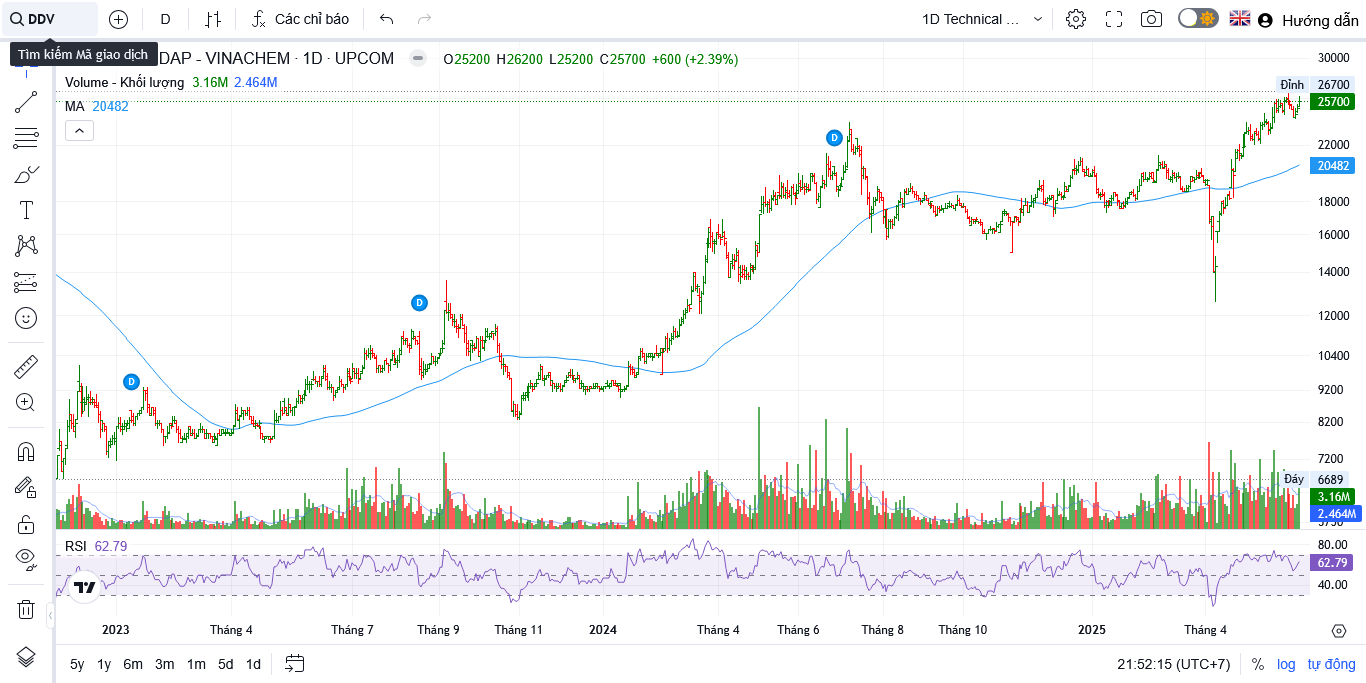 DDV D Các chỉ báo 1D Technical ... Hướng dẫn
Tìm kiếm Mã giao dịch
DAP - VINACHEM · 1D · UPCOM O25200 H26200 L25200 C25700 +600 (+2.39%)
Volume - Khối lượng 3.16M 2.464M
MA 20482
D
D
D
30000
Đỉnh 26700
25700
22000
20482
18000
16000
14000
12000
10400
9200
8200
7200
Đáy 6689
3.16M
2.464M
RSI 62.79
80.00
62.79
40.00
2023 Tháng 4 Tháng 7 Tháng 9 Tháng 11 2024 Tháng 4 Tháng 6 Tháng 8 Tháng 10 2025 Tháng 4
5y 1y 6m 3m 1m 5d 1d 21:52:15 (UTC+7) % log tự động